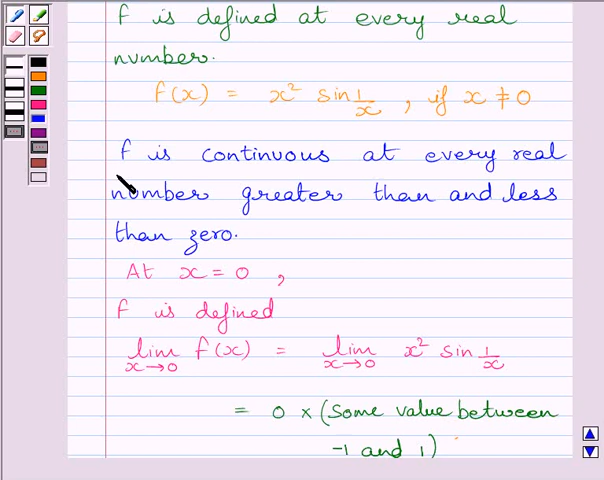 f is defined at every real
number.
f(x) = x² sin 1/x , if x ≠ 0
f is continuous at every real
number greater than and less
than zero.
At x = 0 ,
f is defined
lim x→0 f(x) = lim x→0 x² sin 1/x
= 0 × (Some value between
-1 and 1)